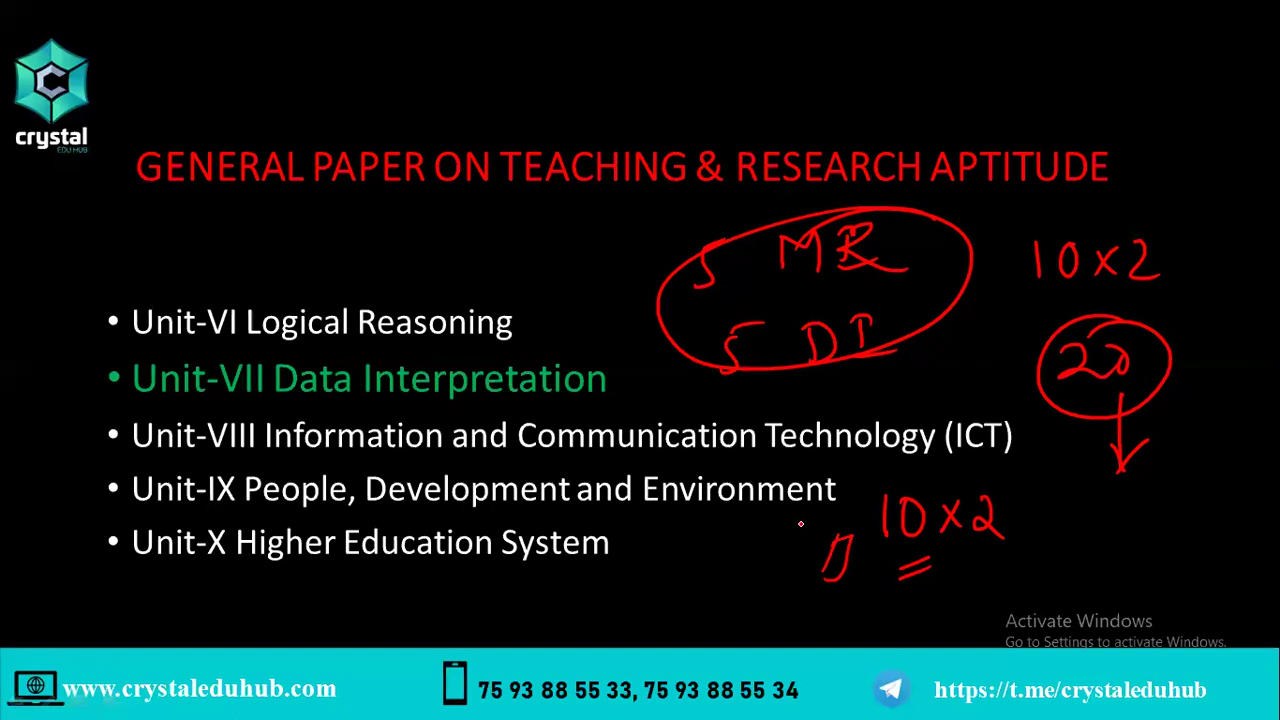 crystal
EDU HUB
GENERAL PAPER ON TEACHING & RESEARCH APTITUDE
5 MR
10 × 2
5 DI
20
• Unit-VI Logical Reasoning
• Unit-VII Data Interpretation
• Unit-VIII Information and Communication Technology (ICT)
• Unit-IX People, Development and Environment
10 × 2
• Unit-X Higher Education System
Activate Windows
Go to Settings to activate Windows.
www.crystaleduhub.com
75 93 88 55 33, 75 93 88 55 34
https://t.me/crystaleduhub